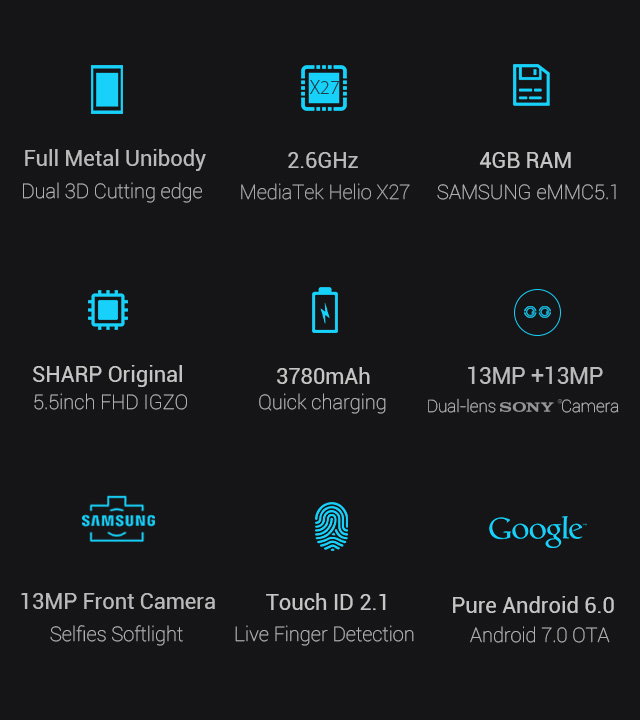 X27
Full Metal Unibody
Dual 3D Cutting edge
2.6GHz
MediaTek Helio X27
4GB RAM
SAMSUNG eMMC5.1
SHARP Original
5.5inch FHD IGZO
3780mAh
Quick charging
13MP +13MP
Dual-lens SONY® Camera
SAMSUNG
13MP Front Camera
Selfies Softlight
Touch ID 2.1
Live Finger Detection
Google™
Pure Android 6.0
Android 7.0 OTA